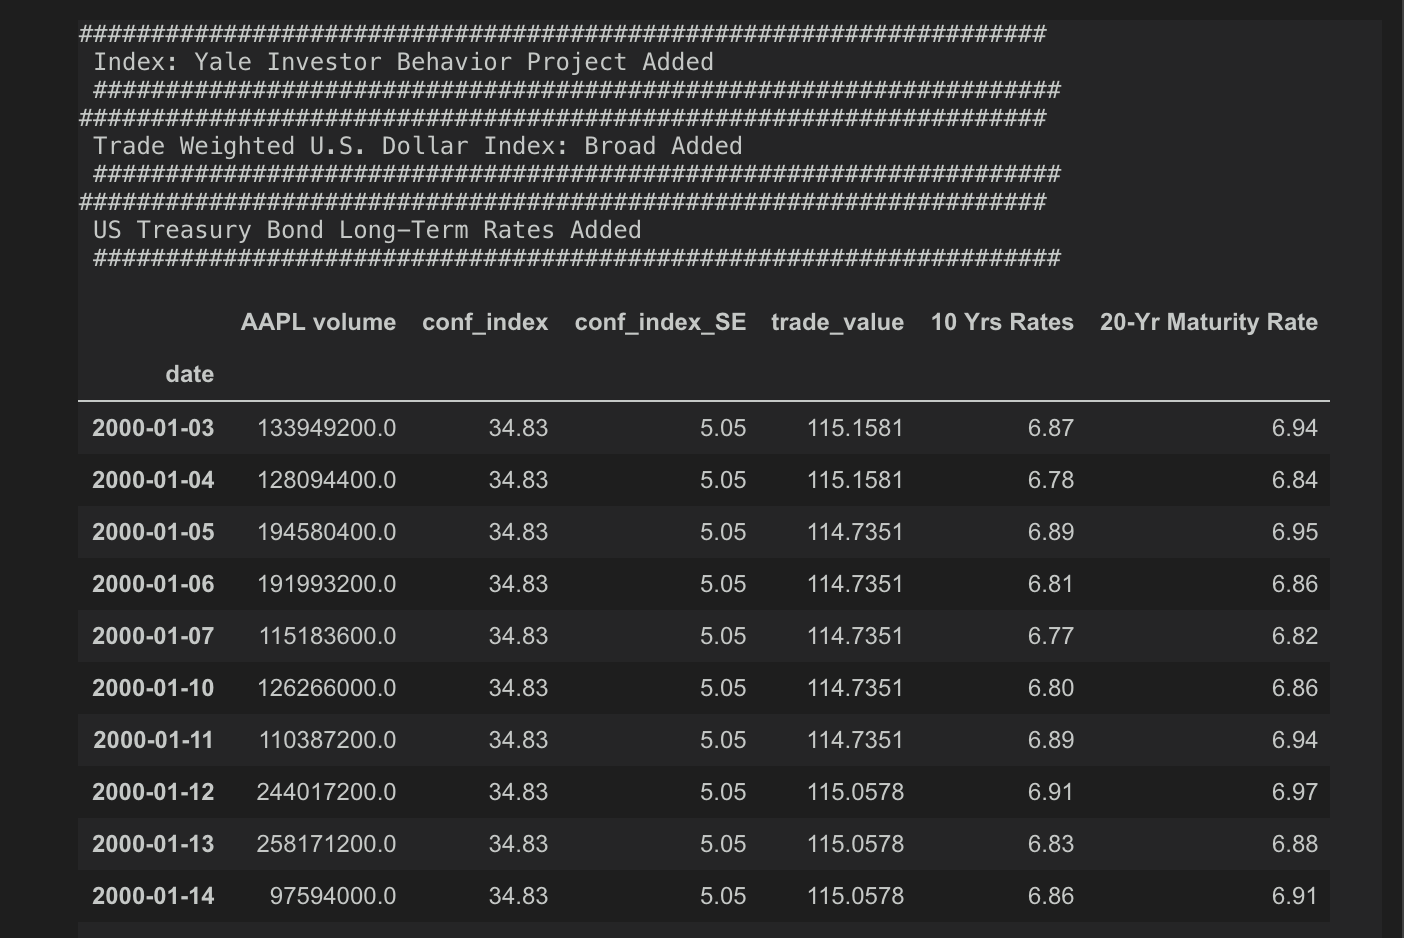 ###################################################################
Index: Yale Investor Behavior Project Added
###################################################################
###################################################################
Trade Weighted U.S. Dollar Index: Broad Added
###################################################################
###################################################################
US Treasury Bond Long-Term Rates Added
###################################################################
AAPL volume conf_index conf_index_SE trade_value 10 Yrs Rates 20-Yr Maturity Rate
date
2000-01-03 133949200.0 34.83 5.05 115.1581 6.87 6.94
2000-01-04 128094400.0 34.83 5.05 115.1581 6.78 6.84
2000-01-05 194580400.0 34.83 5.05 114.7351 6.89 6.95
2000-01-06 191993200.0 34.83 5.05 114.7351 6.81 6.86
2000-01-07 115183600.0 34.83 5.05 114.7351 6.77 6.82
2000-01-10 126266000.0 34.83 5.05 114.7351 6.80 6.86
2000-01-11 110387200.0 34.83 5.05 114.7351 6.89 6.94
2000-01-12 244017200.0 34.83 5.05 115.0578 6.91 6.97
2000-01-13 258171200.0 34.83 5.05 115.0578 6.83 6.88
2000-01-14 97594000.0 34.83 5.05 115.0578 6.86 6.91